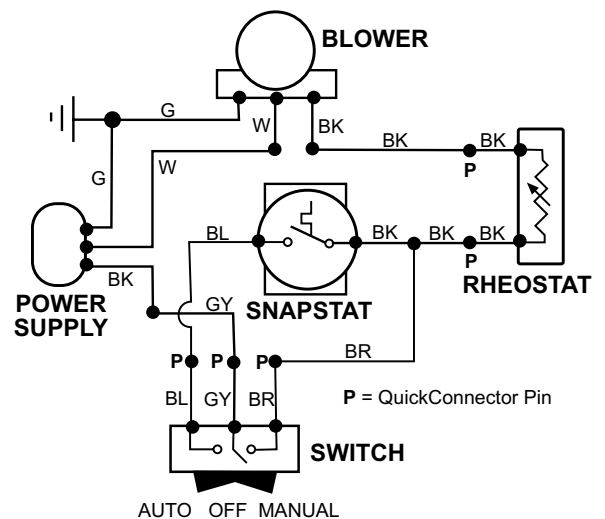 BLOWER
G
W
BK
BK
BK
P
G
W
BL
BK
BK
BK
P
RHEOSTAT
BK
SNAPSTAT
POWER
SUPPLY
GY
P
P
P
BR
BL
GY
BR
P = QuickConnector Pin
SWITCH
AUTO OFF MANUAL